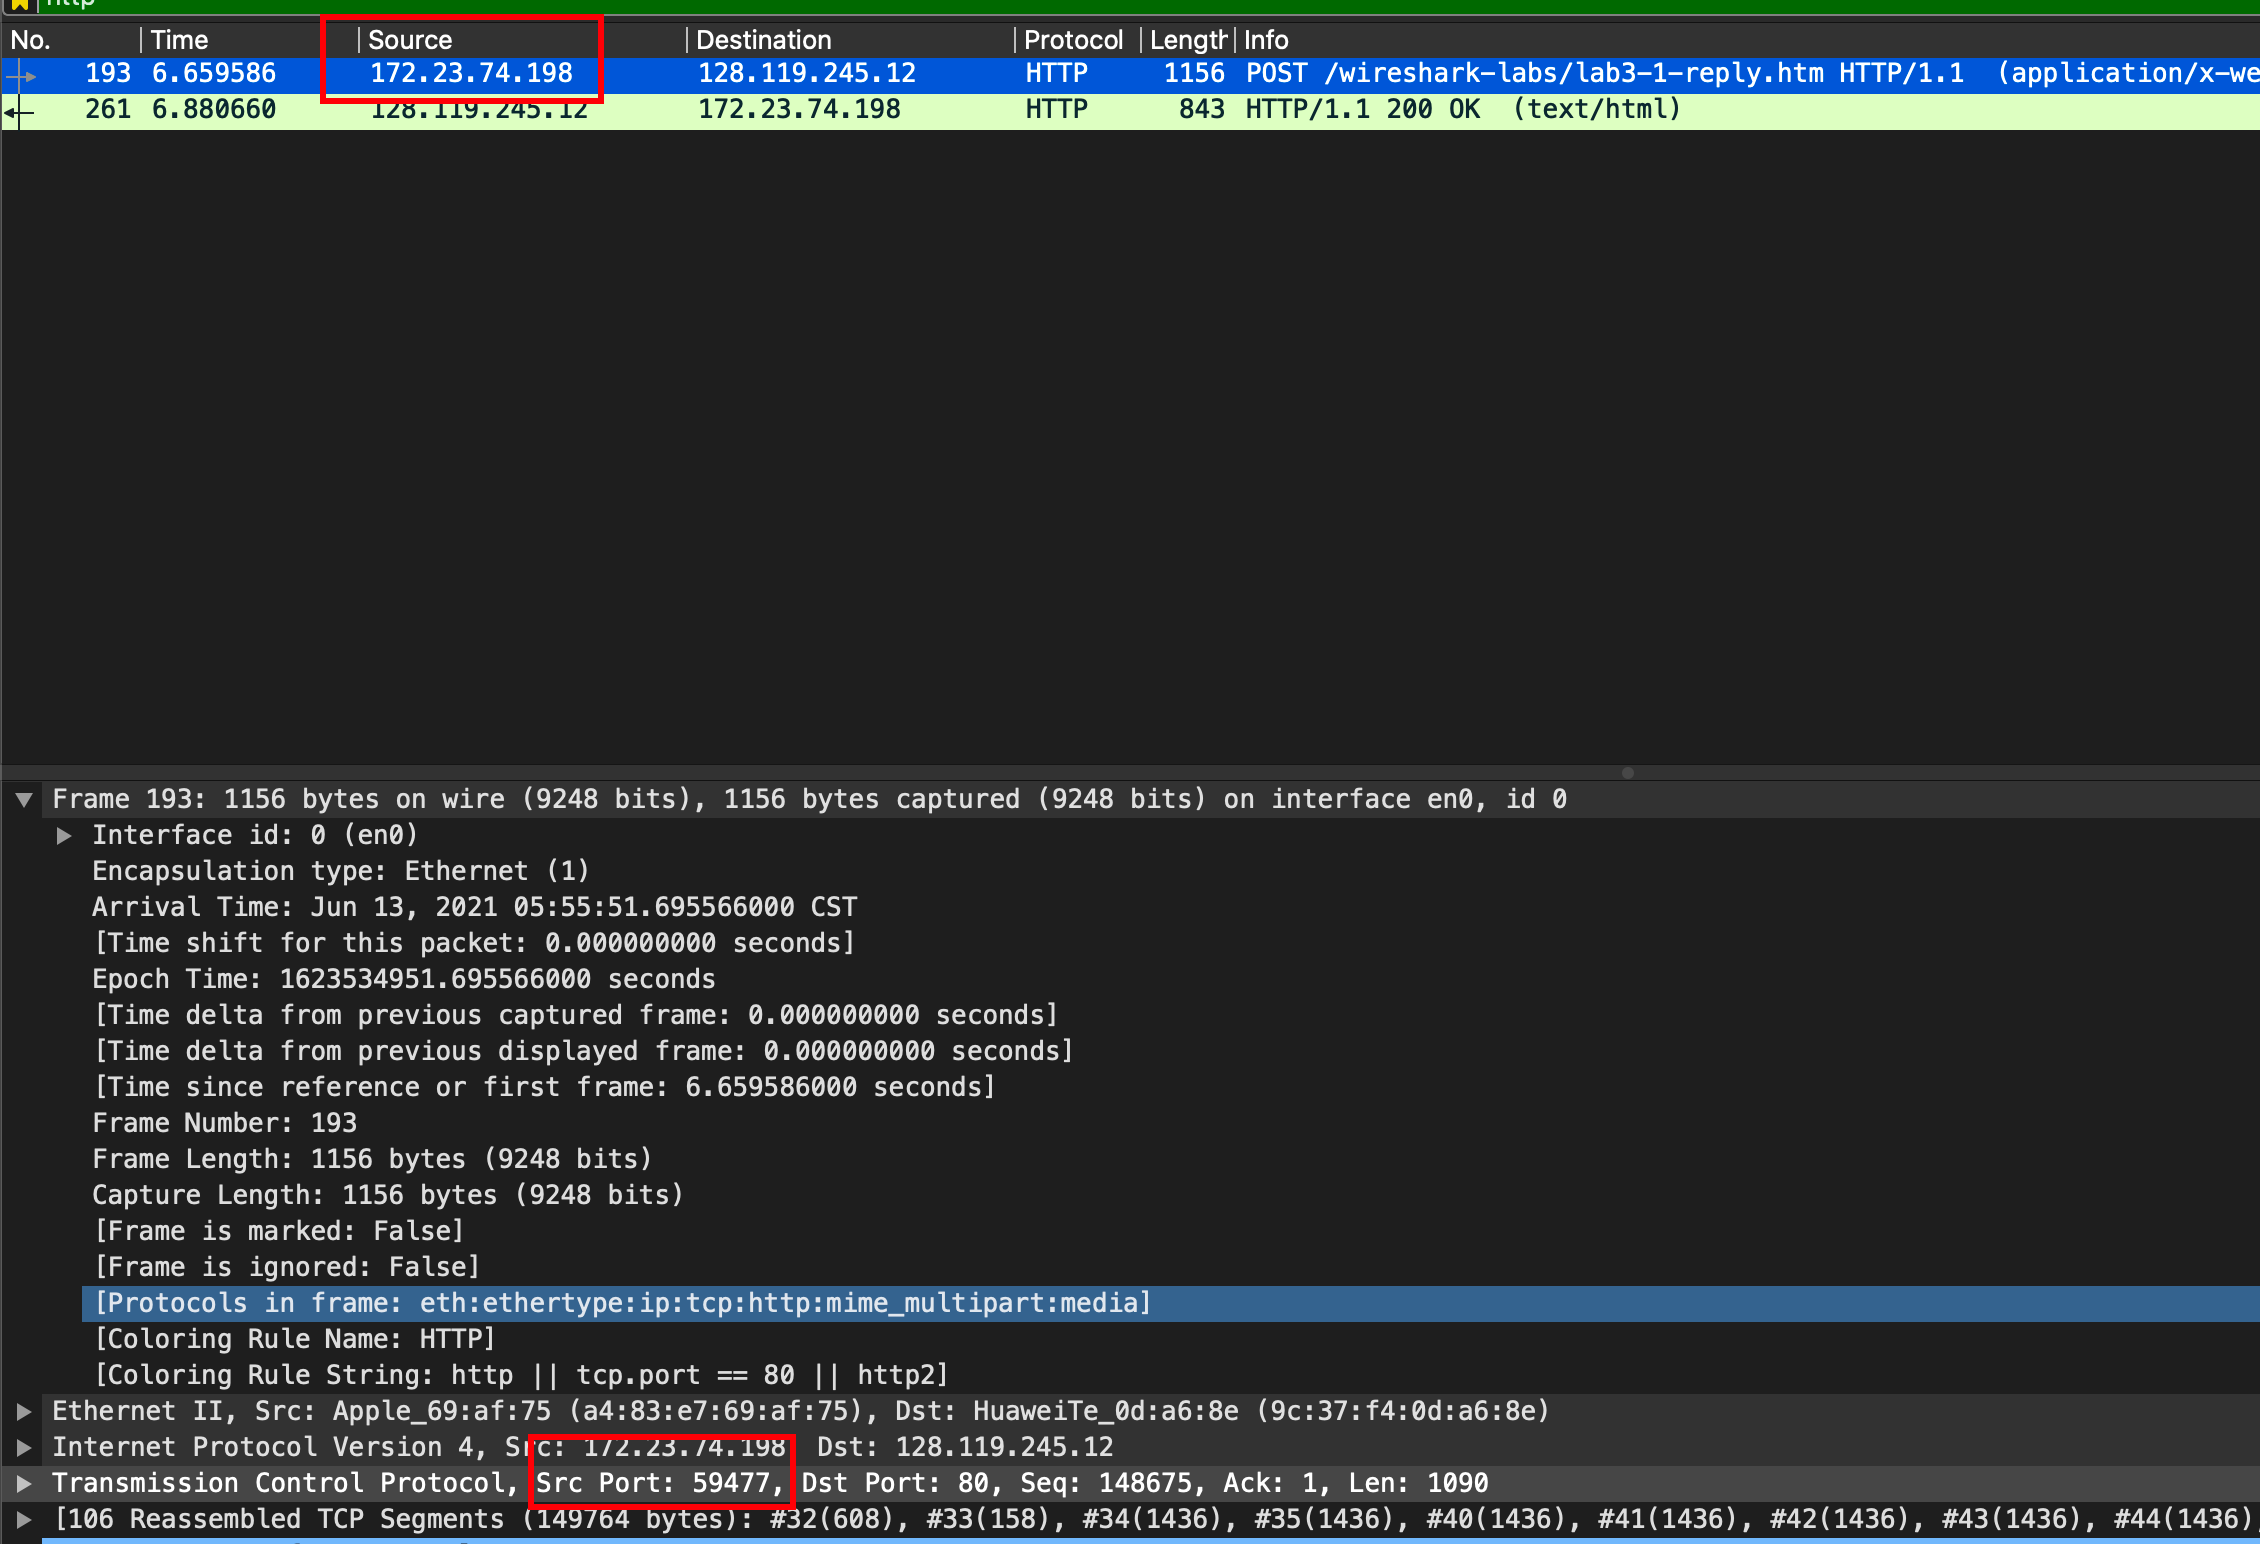 http
No. Time Source Destination Protocol Length Info
193 6.659586 172.23.74.198 128.119.245.12 HTTP 1156 POST /wireshark-labs/lab3-1-reply.htm HTTP/1.1 (application/x-we
261 6.880660 128.119.245.12 172.23.74.198 HTTP 843 HTTP/1.1 200 OK (text/html)
Frame 193: 1156 bytes on wire (9248 bits), 1156 bytes captured (9248 bits) on interface en0, id 0
Interface id: 0 (en0)
Encapsulation type: Ethernet (1)
Arrival Time: Jun 13, 2021 05:55:51.695566000 CST
[Time shift for this packet: 0.000000000 seconds]
Epoch Time: 1623534951.695566000 seconds
[Time delta from previous captured frame: 0.000000000 seconds]
[Time delta from previous displayed frame: 0.000000000 seconds]
[Time since reference or first frame: 6.659586000 seconds]
Frame Number: 193
Frame Length: 1156 bytes (9248 bits)
Capture Length: 1156 bytes (9248 bits)
[Frame is marked: False]
[Frame is ignored: False]
[Protocols in frame: eth:ethertype:ip:tcp:http:mime_multipart:media]
[Coloring Rule Name: HTTP]
[Coloring Rule String: http || tcp.port == 80 || http2]
Ethernet II, Src: Apple_69:af:75 (a4:83:e7:69:af:75), Dst: HuaweiTe_0d:a6:8e (9c:37:f4:0d:a6:8e)
Internet Protocol Version 4, Src: 172.23.74.198 Dst: 128.119.245.12
Transmission Control Protocol, Src Port: 59477, Dst Port: 80, Seq: 148675, Ack: 1, Len: 1090
[106 Reassembled TCP Segments (149764 bytes): #32(608), #33(158), #34(1436), #35(1436), #40(1436), #41(1436), #42(1436), #43(1436), #44(1436),